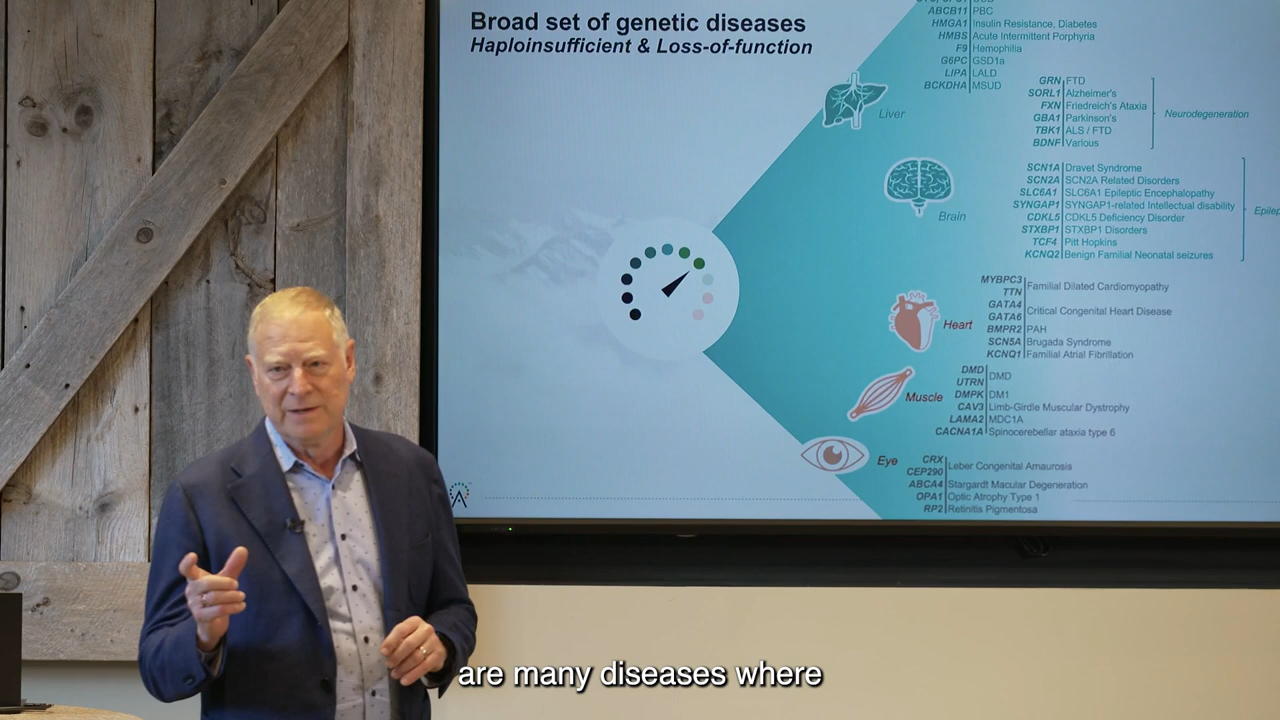 Broad set of genetic diseases
Haploinsufficient & Loss-of-function
ABCB11 PBC
HMGA1 Insulin Resistance, Diabetes
HMBS Acute Intermittent Porphyria
F9 Hemophilia
G6PC GSD1a
LIPA LALD
BCKDHA MSUD
Liver
GRN FTD
SORL1 Alzheimer's
FXN Friedreich's Ataxia
GBA1 Parkinson's
TBK1 ALS / FTD
BDNF Various
Neurodegeneration
Brain
SCN1A Dravet Syndrome
SCN2A SCN2A Related Disorders
SLC6A1 SLC6A1 Epileptic Encephalopathy
SYNGAP1 SYNGAP1-related Intellectual disability
CDKL5 CDKL5 Deficiency Disorder
STXBP1 STXBP1 Disorders
TCF4 Pitt Hopkins
KCNQ2 Benign Familial Neonatal seizures
Epilep
Heart
MYBPC3
TTN
Familial Dilated Cardiomyopathy
GATA4
GATA6
Critical Congenital Heart Disease
BMPR2 PAH
SCN5A Brugada Syndrome
KCNQ1 Familial Atrial Fibrillation
Muscle
DMD
UTRN
DMD
DMPK DM1
CAV3 Limb-Girdle Muscular Dystrophy
LAMA2 MDC1A
CACNA1A Spinocerebellar ataxia type 6
Eye
CRX
CEP290
Leber Congenital Amaurosis
ABCA4 Stargardt Macular Degeneration
OPA1 Optic Atrophy Type 1
RP2 Retinitis Pigmentosa
are many diseases where